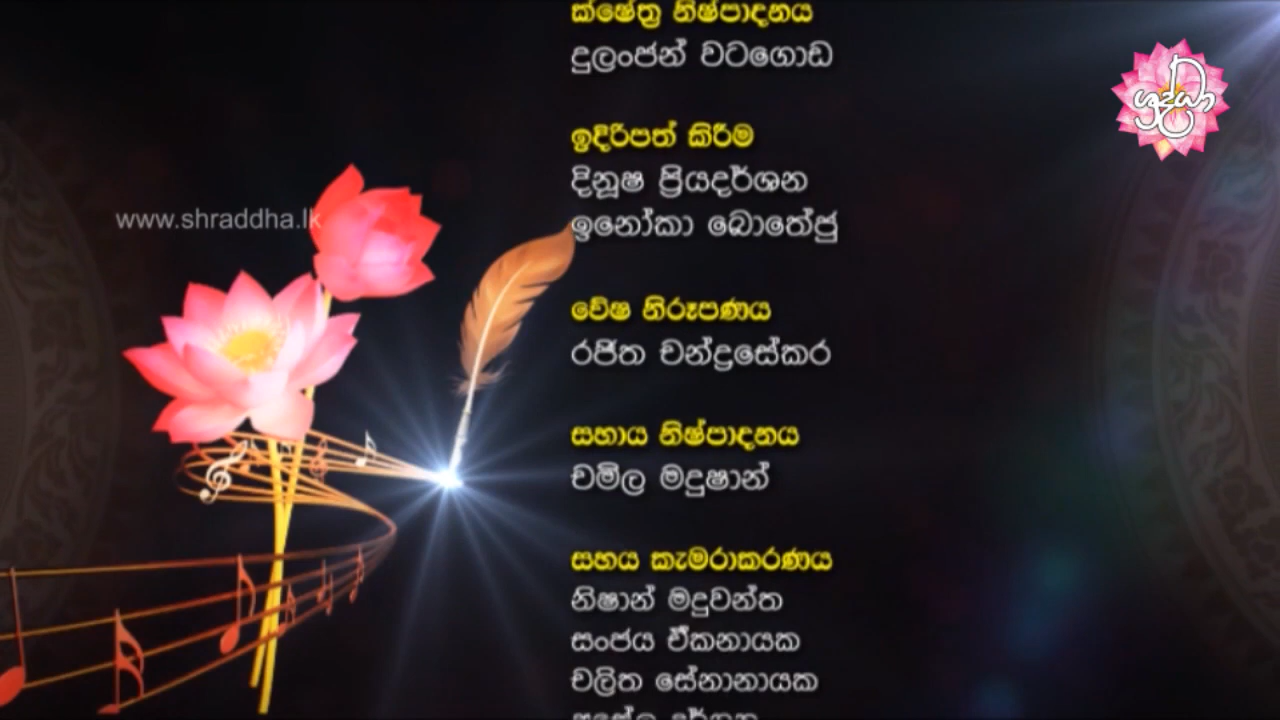 ක්ෂේත්‍ර නිෂ්පාදනය
දුලංජන් වටගොඩ
ඉදිරිපත් කිරීම
දිනූෂ ප්‍රියදර්ශන
ඉනෝකා බොතේජු
වේෂ නිරූපණය
රජිත චන්ද්‍රසේකර
සහාය නිෂ්පාදනය
චමිල මදුෂාන්
සහය කැමරාකරණය
නිෂාන් මදුවන්ත
සංජය ඒකනායක
චලිත සේනානායක
www.shraddha.lk
ශ්‍රද්ධා